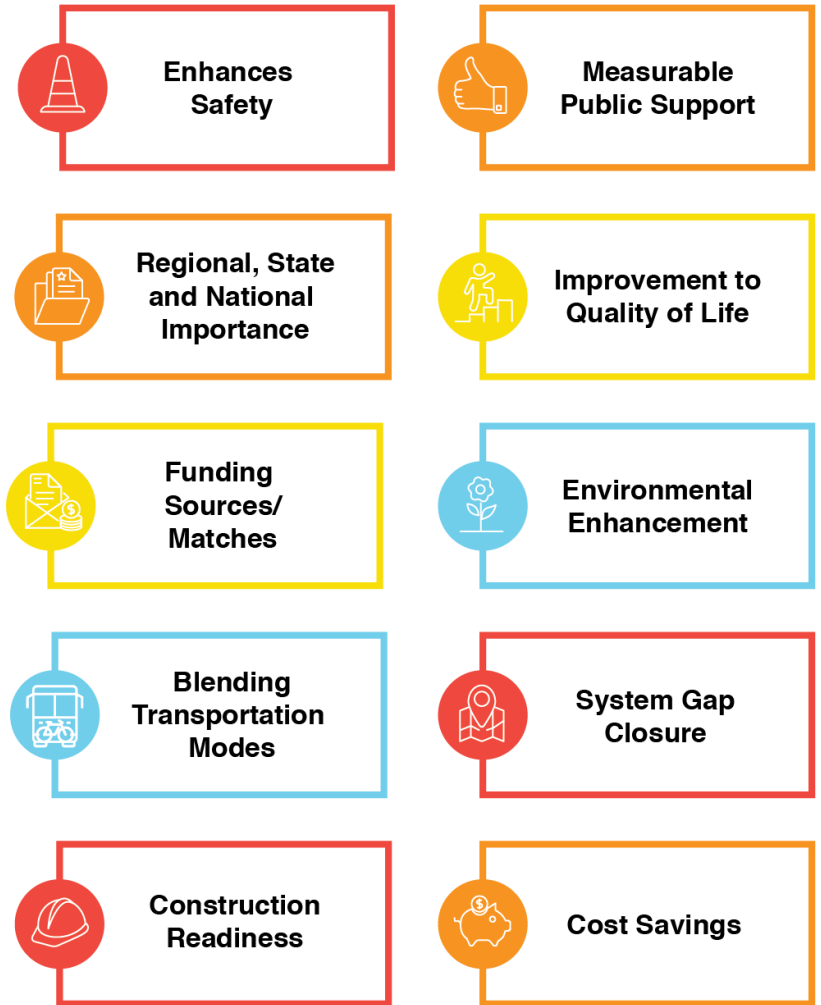 Enhances
Safety
Measurable
Public Support
Regional, State
and National
Importance
Improvement to
Quality of Life
Funding
Sources/
Matches
Environmental
Enhancement
Blending
Transportation
Modes
System Gap
Closure
Construction
Readiness
Cost Savings
$
$